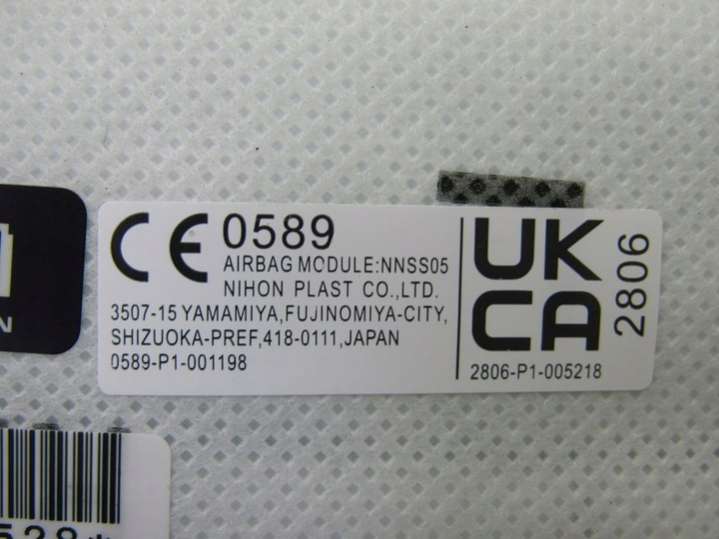 CE 0589
AIRBAG MODULE:NNSS05
NIHON PLAST CO.,LTD.
3507-15 YAMAMIYA,FUJINOMIYA-CITY,
SHIZUOKA-PREF,418-0111,JAPAN
0589-P1-001198
UK
CA
2806
2806-P1-005218
N